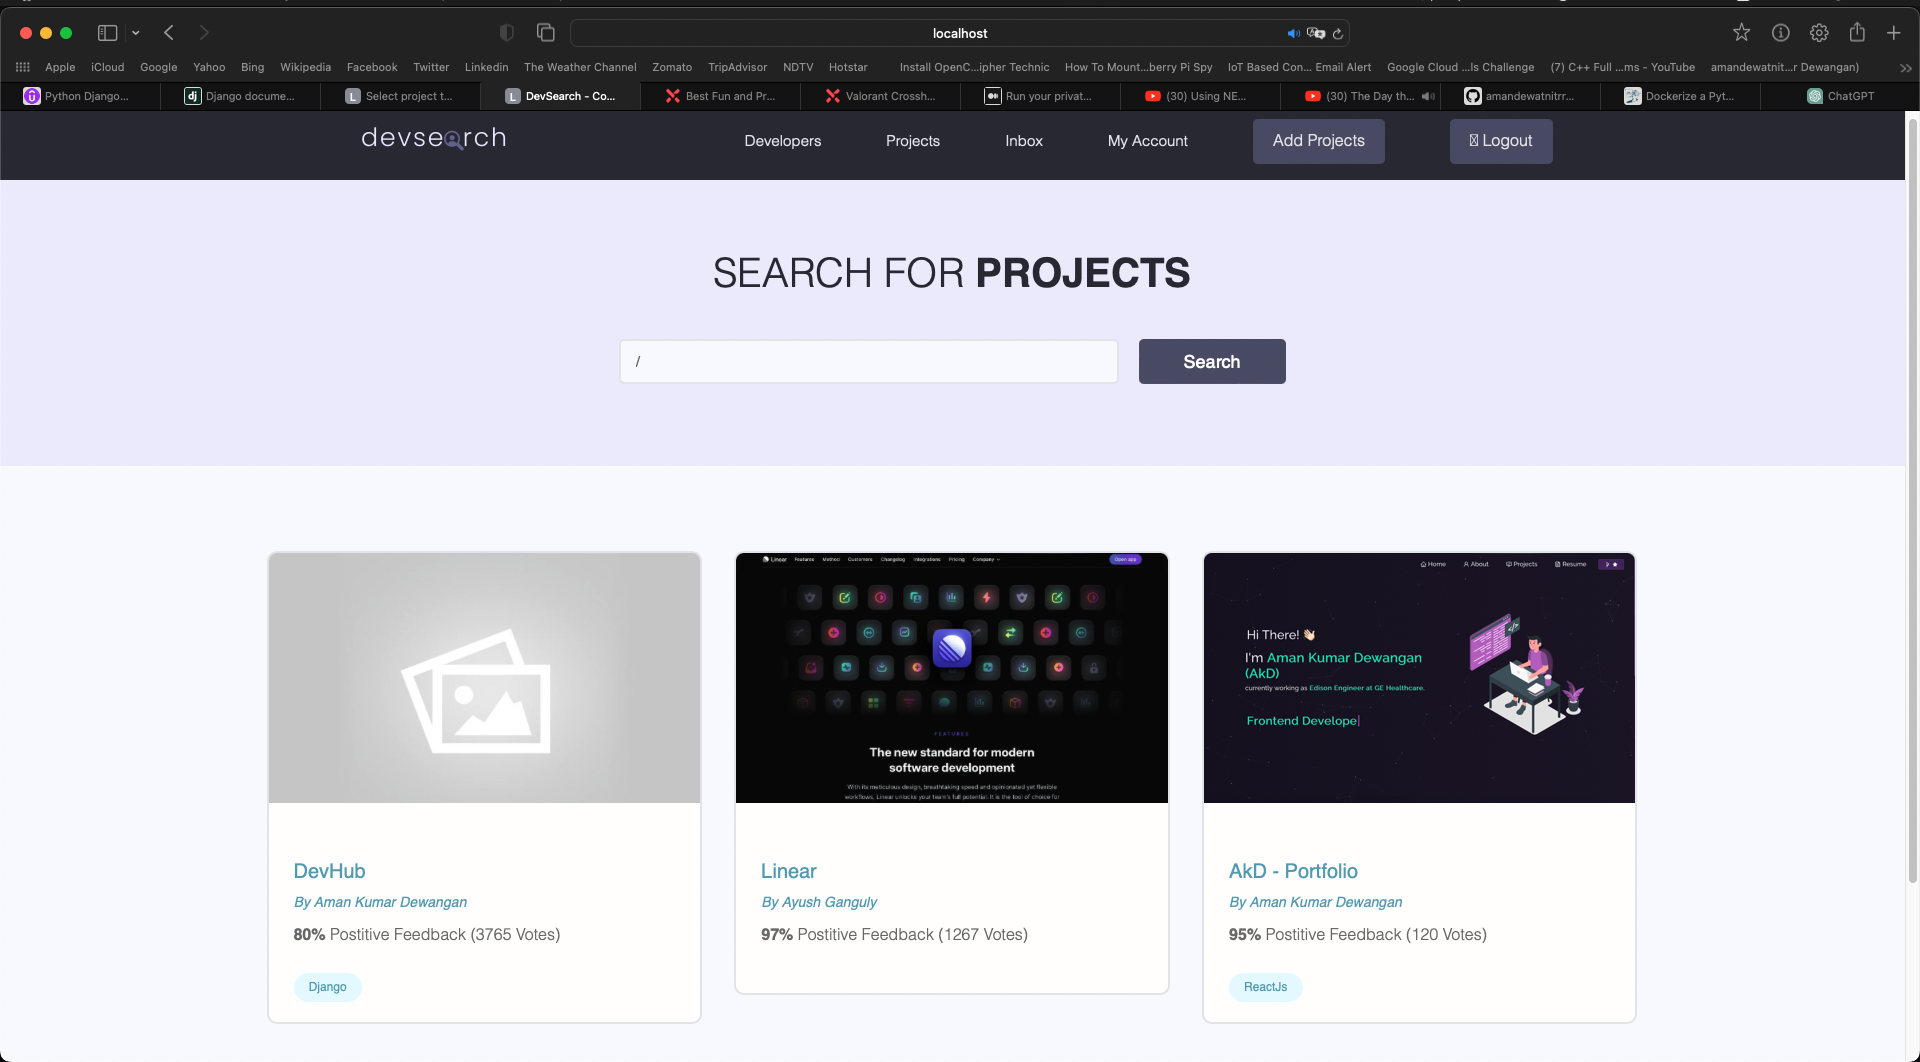 localhost
Apple iCloud Google Yahoo Bing Wikipedia Facebook Twitter Linkedin The Weather Channel Zomato TripAdvisor NDTV Hotstar Install OpenC...ipher Technic How To Mount...berry Pi Spy IoT Based Con... Email Alert Google Cloud ...ls Challenge (7) C++ Full ...ms - YouTube amandewatnit...r Dewangan)
Python Django... Django docume... Select project t... DevSearch - Co... Best Fun and Pr... Valorant Crossh... Run your privat... (30) Using NE... (30) The Day th... amandewatnitrr... Dockerize a Pyt... ChatGPT
devsearch Developers Projects Inbox My Account Add Projects Logout
SEARCH FOR PROJECTS
/ Search
Linear Features Method Customers Changelog Integrations Pricing Company Open app
FEATURES
The new standard for modern
software development
With its meticulous design, breathtaking speed and opinionated yet flexible
workflows, Linear unlocks your team's full potential. It is the tool of choice for
Home About Projects Resume
Hi There!
I'm Aman Kumar Dewangan
(AkD)
currently working as Edison Engineer at GE Healthcare.
Frontend Develope|
DevHub
By Aman Kumar Dewangan
80% Postitive Feedback (3765 Votes)
Django
Linear
By Ayush Ganguly
97% Postitive Feedback (1267 Votes)
AkD - Portfolio
By Aman Kumar Dewangan
95% Postitive Feedback (120 Votes)
ReactJs